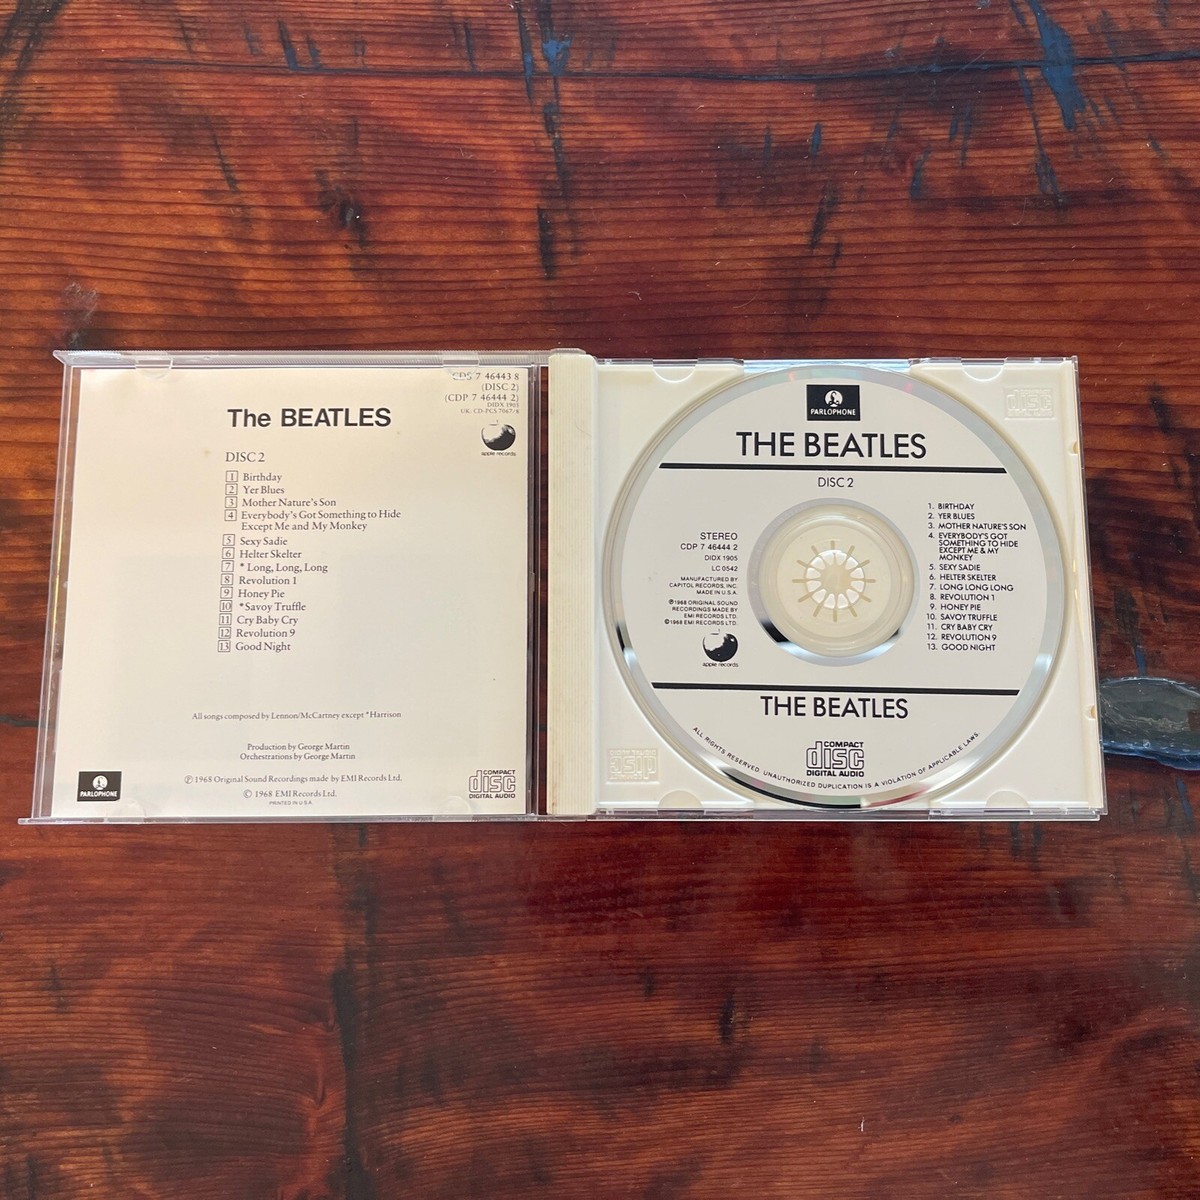 CDS 7 46443 8
(DISC 2)
(CDP 7 46444 2)
DIDX 1905
UK: CD-PCS 7067/8
apple records
The BEATLES
DISC 2
1 Birthday
2 Yer Blues
3 Mother Nature's Son
4 Everybody's Got Something to Hide
Except Me and My Monkey
5 Sexy Sadie
6 Helter Skelter
7 * Long, Long, Long
8 Revolution 1
9 Honey Pie
10 *Savoy Truffle
11 Cry Baby Cry
12 Revolution 9
13 Good Night
All songs composed by Lennon/McCartney except *Harrison
Production by George Martin
Orchestrations by George Martin
℗ 1968 Original Sound Recordings made by EMI Records Ltd.
© 1968 EMI Records Ltd.
PRINTED IN U.S.A.
PARLOPHONE
COMPACT
disc
DIGITAL AUDIO
PARLOPHONE
THE BEATLES
DISC 2
STEREO
CDP 7 46444 2
DIDX 1905
LC 0542
MANUFACTURED BY
CAPITOL RECORDS, INC.
MADE IN U.S.A.
℗1968 ORIGINAL SOUND
RECORDINGS MADE BY
EMI RECORDS LTD.
©1968 EMI RECORDS LTD.
apple records
1. BIRTHDAY
2. YER BLUES
3. MOTHER NATURE'S SON
4. EVERYBODY'S GOT
SOMETHING TO HIDE
EXCEPT ME & MY
MONKEY
5. SEXY SADIE
6. HELTER SKELTER
7. LONG LONG LONG
8. REVOLUTION 1
9. HONEY PIE
10. SAVOY TRUFFLE
11. CRY BABY CRY
12. REVOLUTION 9
13. GOOD NIGHT
THE BEATLES
COMPACT
disc
DIGITAL AUDIO
ALL RIGHTS RESERVED. UNAUTHORIZED DUPLICATION IS A VIOLATION OF APPLICABLE LAWS.
disc
disc